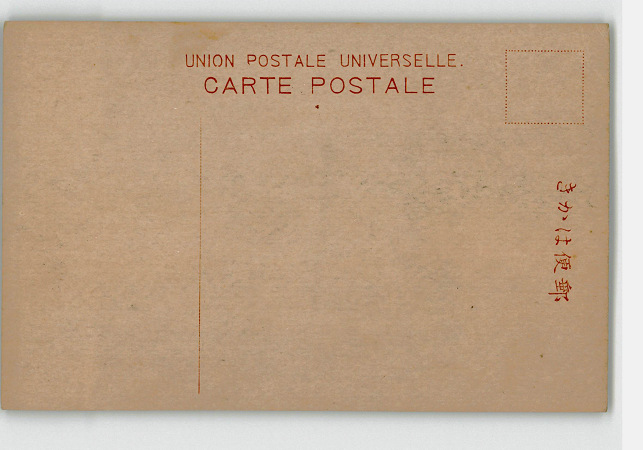 UNION POSTALE UNIVERSELLE.
CARTE POSTALE
きかは便郵